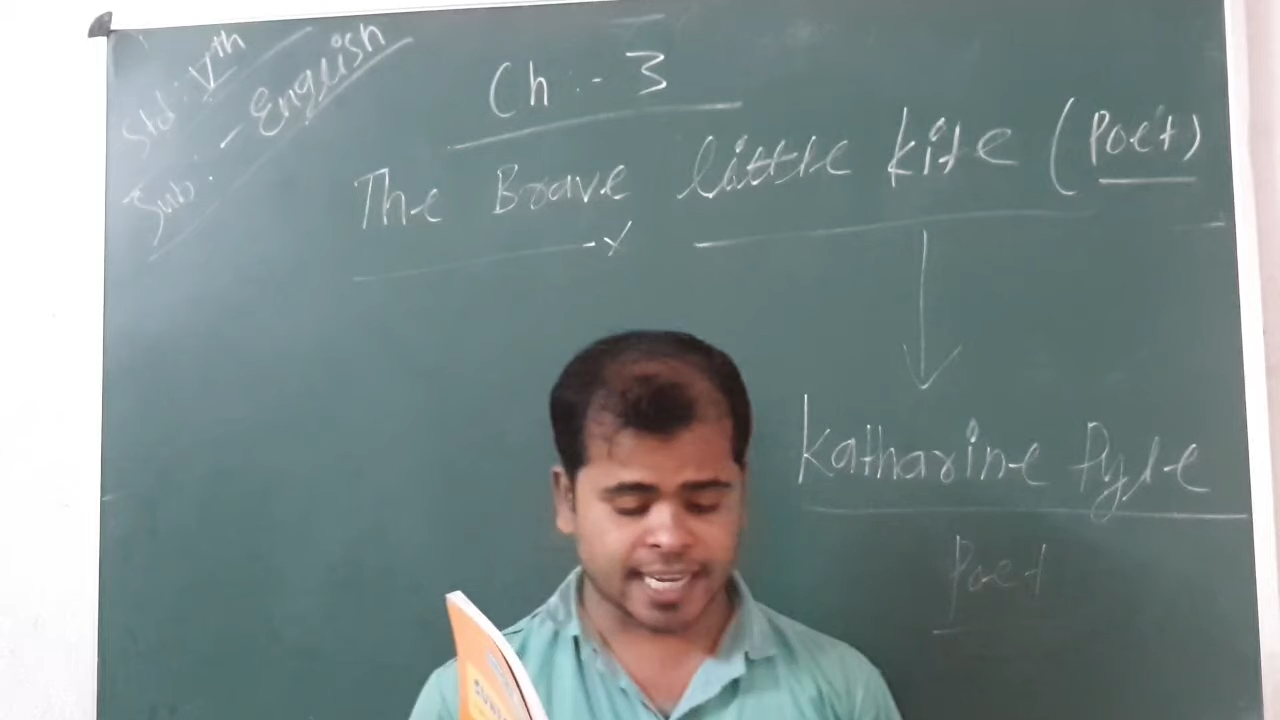 Std: Vth
Sub: - English
Ch :- 3
The Brave little kite (Poet)
Katharine Pyle
Poet